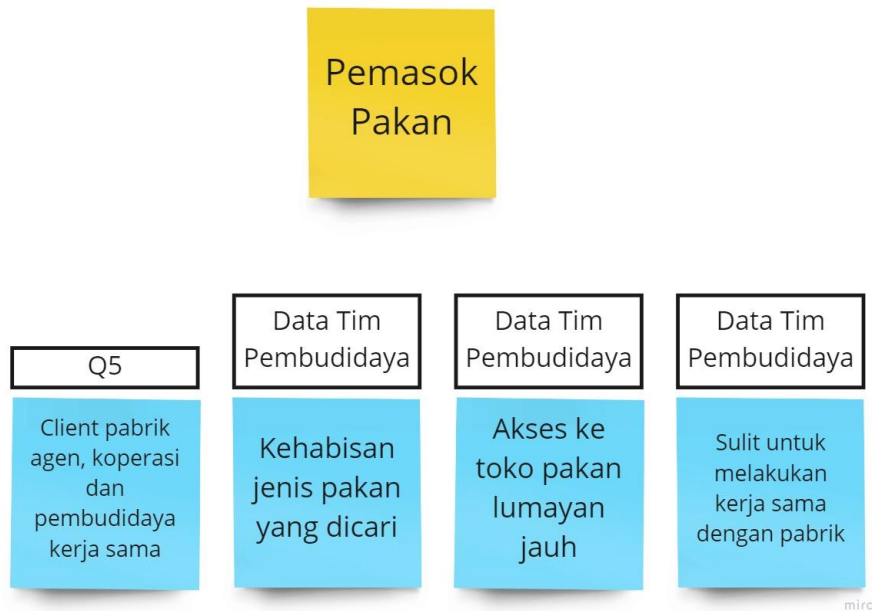 Pemasok
Pakan
Q5
Client pabrik
agen, koperasi
dan
pembudidaya
kerja sama
Data Tim
Pembudidaya
Kehabisan
jenis pakan
yang dicari
Data Tim
Pembudidaya
Akses ke
toko pakan
lumayan
jauh
Data Tim
Pembudidaya
Sulit untuk
melakukan
kerja sama
dengan pabrik
miro